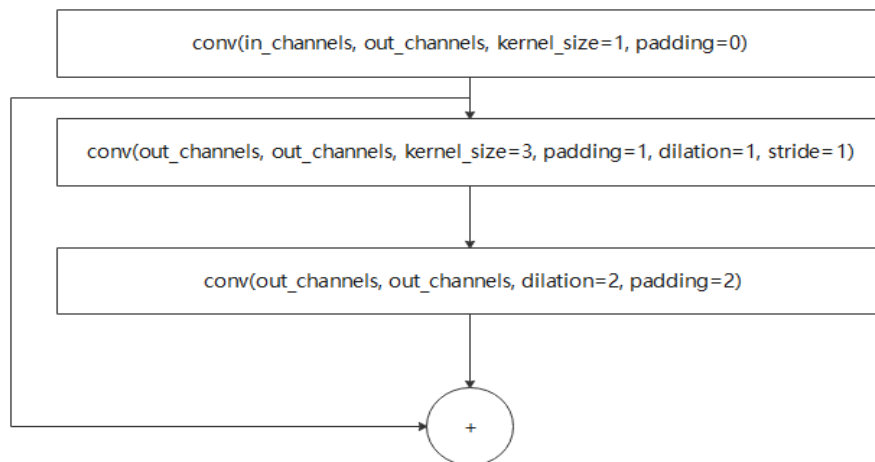 conv(in_channels, out_channels, kernel_size=1, padding=0)
conv(out_channels, out_channels, kernel_size=3, padding=1, dilation=1, stride=1)
conv(out_channels, out_channels, dilation=2, padding=2)
+